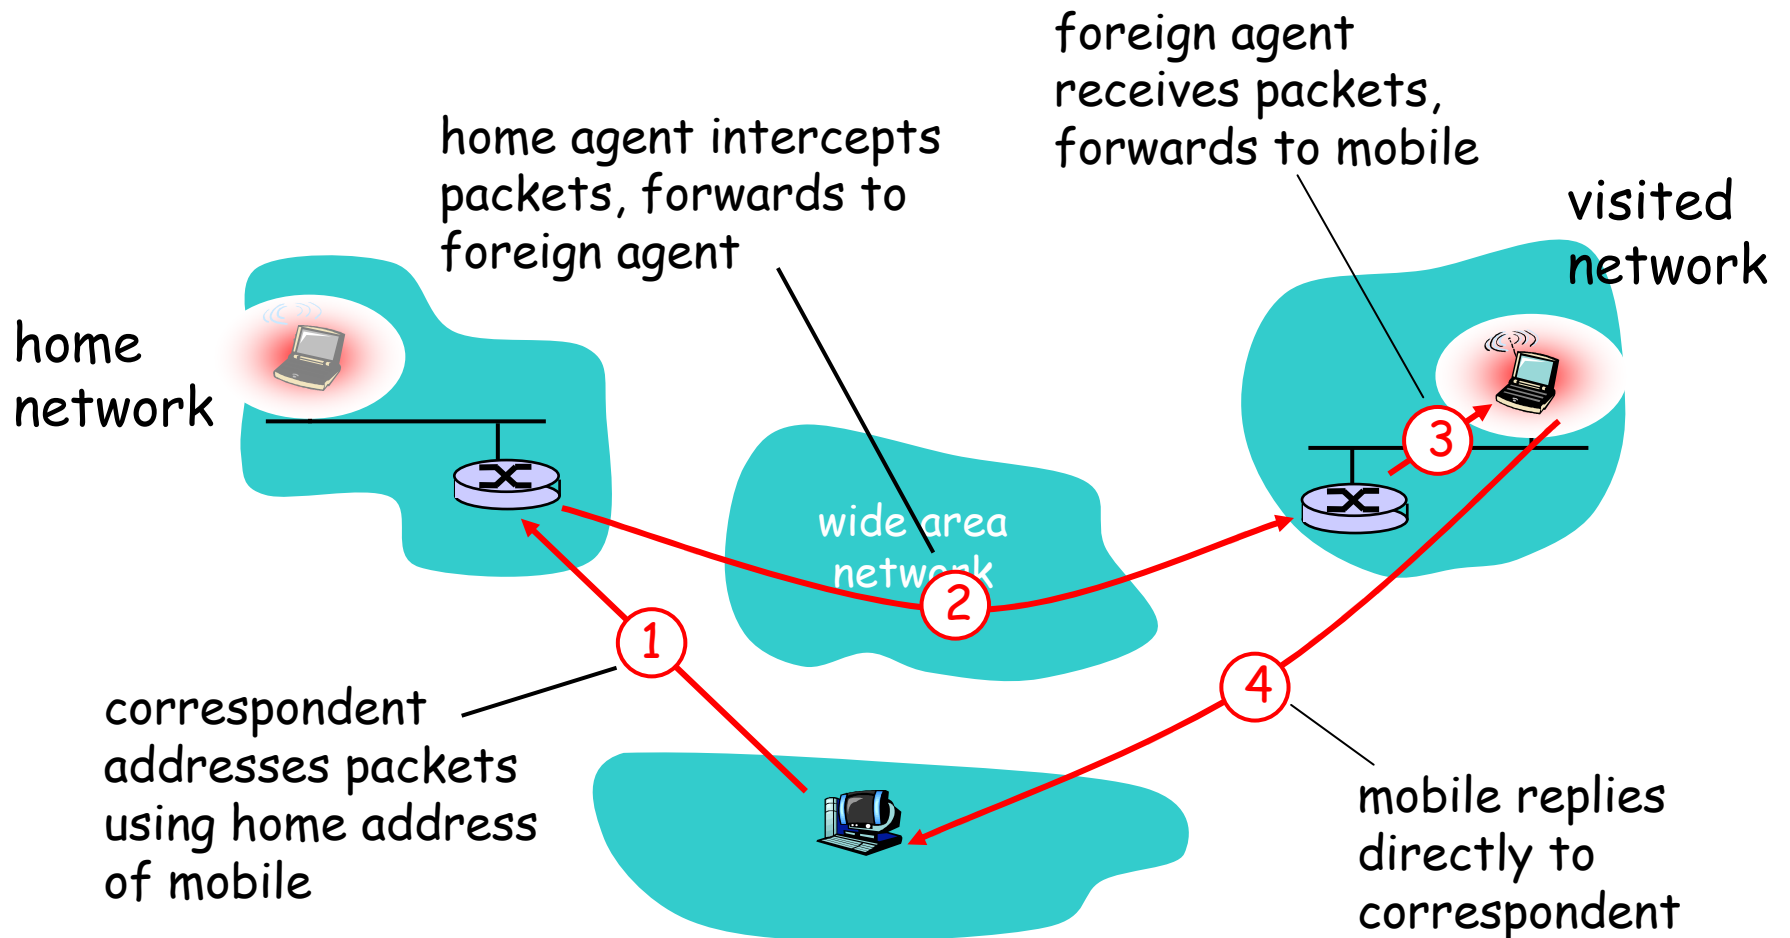 foreign agent
receives packets,
forwards to mobile
home agent intercepts
packets, forwards to
foreign agent
visited
network
home
network
3
wide area
network
2
1
4
correspondent
addresses packets
using home address
of mobile
mobile replies
directly to
correspondent